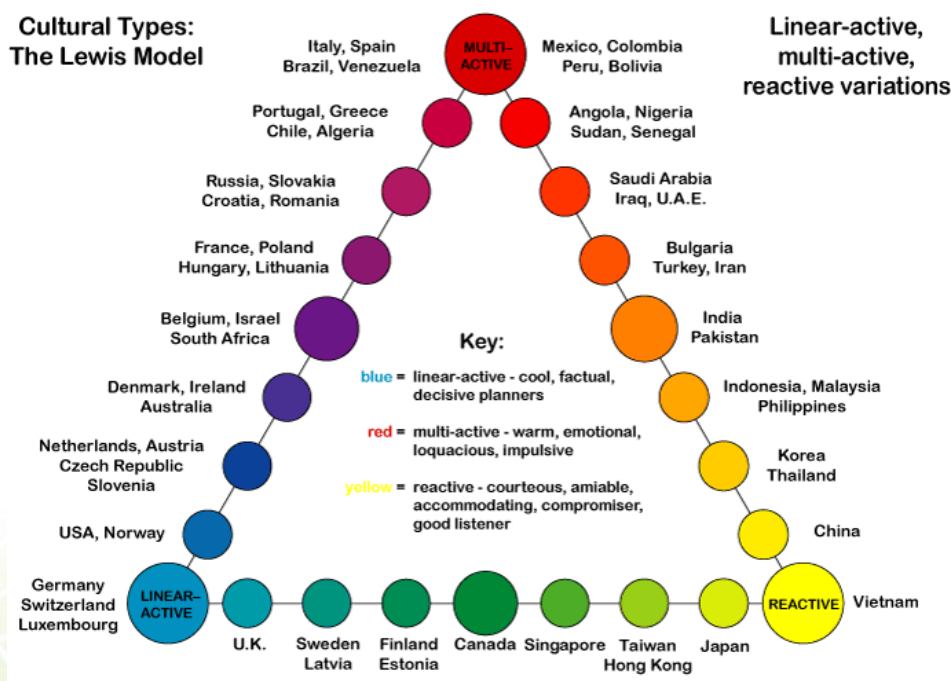 Cultural Types:
The Lewis Model
Linear-active,
multi-active,
reactive variations
MULTI-
ACTIVE
Italy, Spain
Brazil, Venezuela
Mexico, Colombia
Peru, Bolivia
Portugal, Greece
Chile, Algeria
Angola, Nigeria
Sudan, Senegal
Russia, Slovakia
Croatia, Romania
Saudi Arabia
Iraq, U.A.E.
France, Poland
Hungary, Lithuania
Bulgaria
Turkey, Iran
Belgium, Israel
South Africa
India
Pakistan
Key:
blue = linear-active - cool, factual,
decisive planners
red = multi-active - warm, emotional,
loquacious, impulsive
yellow = reactive - courteous, amiable,
accommodating, compromiser,
good listener
Denmark, Ireland
Australia
Indonesia, Malaysia
Philippines
Netherlands, Austria
Czech Republic
Slovenia
Korea
Thailand
USA, Norway
China
Germany
Switzerland
Luxembourg
LINEAR-
ACTIVE
REACTIVE
Vietnam
U.K.
Sweden
Latvia
Finland
Estonia
Canada
Singapore
Taiwan
Hong Kong
Japan